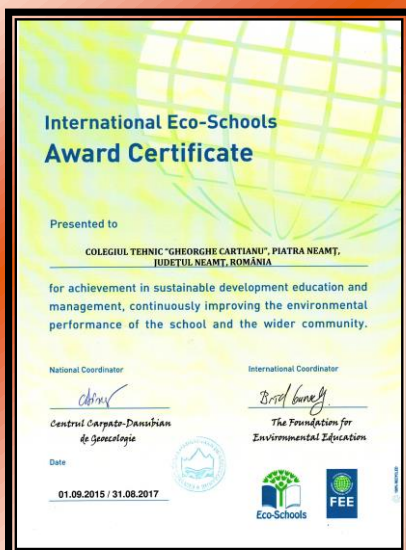 International Eco-Schools
Award Certificate
Presented to
COLEGIUL TEHNIC "GHEORGHE CARTIANU", PIATRA NEAMȚ,
JUDEȚUL NEAMȚ, ROMÂNIA
for achievement in sustainable development education and
management, continuously improving the environmental
performance of the school and the wider community.
National Coordinator
International Coordinator
Centrul Carpato-Danubian
de Geoecologie
The Foundation for
Environmental Education
Date
01.09.2015 / 31.08.2017
Eco-Schools
FEE